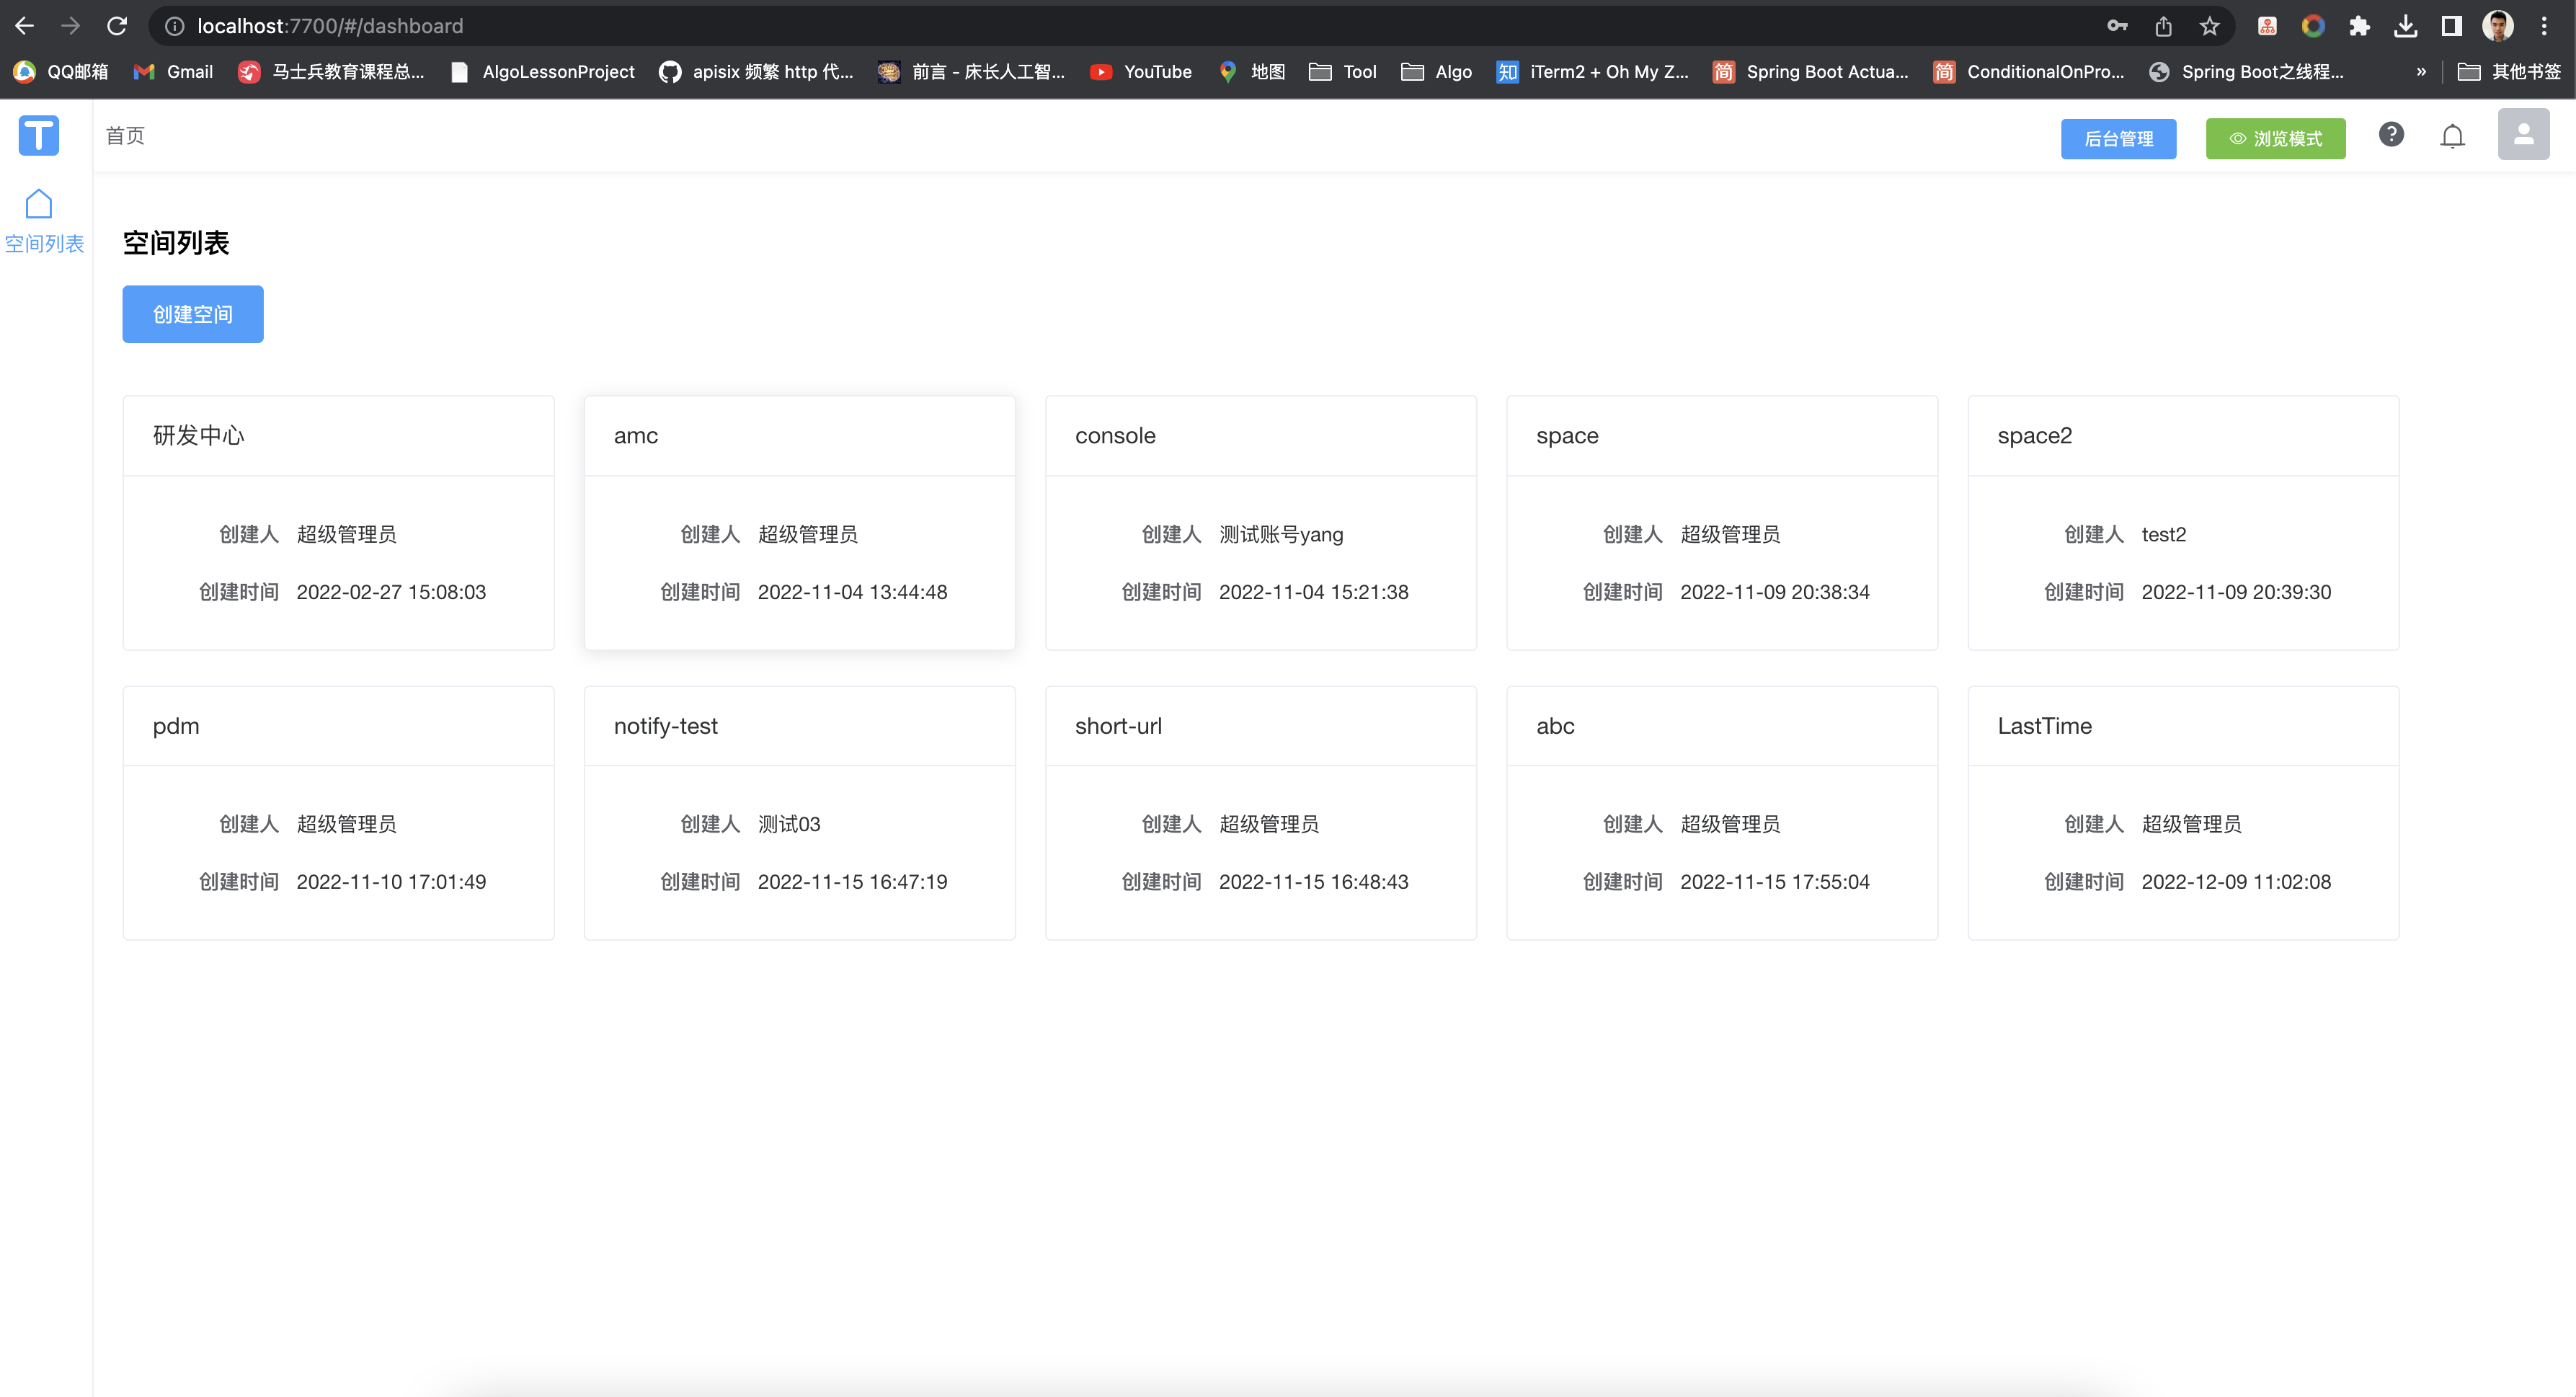 localhost:7700/#/dashboard
QQ邮箱 Gmail 马士兵教育课程总... AlgoLessonProject apisix 频繁 http 代... 前言 - 床长人工智... YouTube 地图 Tool Algo 知 iTerm2 + Oh My Z... 简 Spring Boot Actua... 简 ConditionalOnPro... Spring Boot之线程... » 其他书签
T 首页 后台管理 浏览模式
空间列表
空间列表
创建空间
研发中心 amc console space space2
创建人 超级管理员 创建人 超级管理员 创建人 测试账号yang 创建人 超级管理员 创建人 test2
创建时间 2022-02-27 15:08:03 创建时间 2022-11-04 13:44:48 创建时间 2022-11-04 15:21:38 创建时间 2022-11-09 20:38:34 创建时间 2022-11-09 20:39:30
pdm notify-test short-url abc LastTime
创建人 超级管理员 创建人 测试03 创建人 超级管理员 创建人 超级管理员 创建人 超级管理员
创建时间 2022-11-10 17:01:49 创建时间 2022-11-15 16:47:19 创建时间 2022-11-15 16:48:43 创建时间 2022-11-15 17:55:04 创建时间 2022-12-09 11:02:08